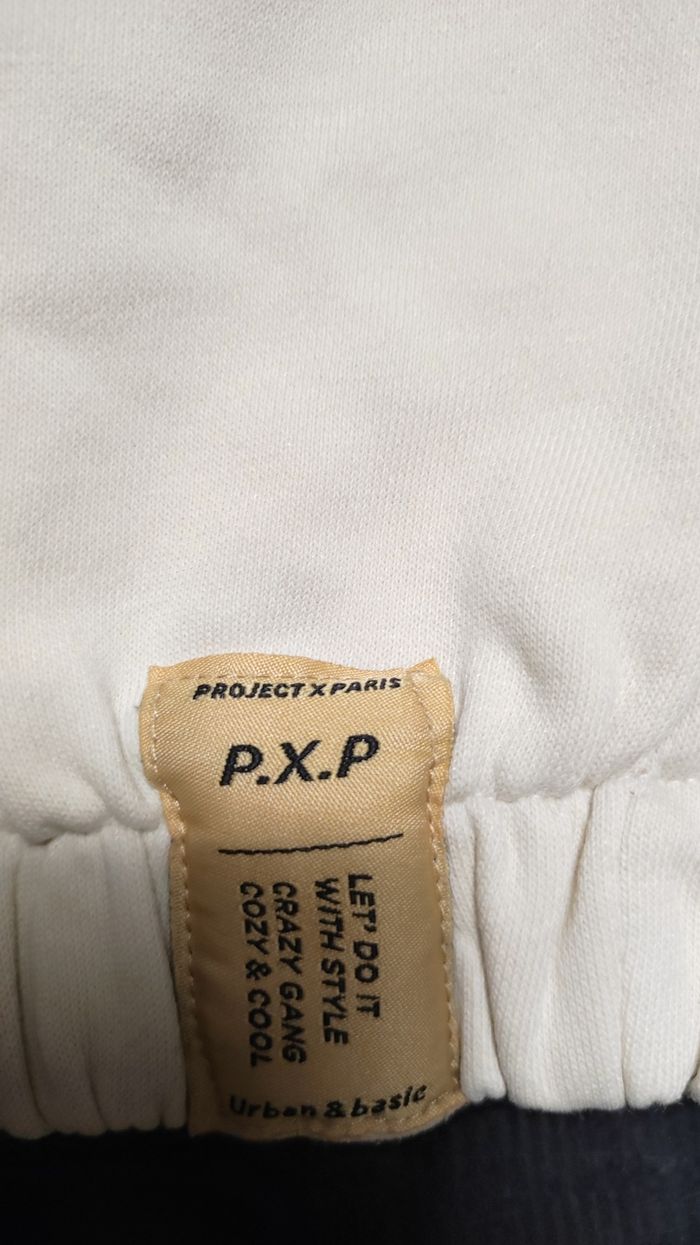 PROJECT X PARIS
P.X.P
LET' DO IT
WITH STYLE
CRAZY GANG
COZY & COOL
Urban & basic